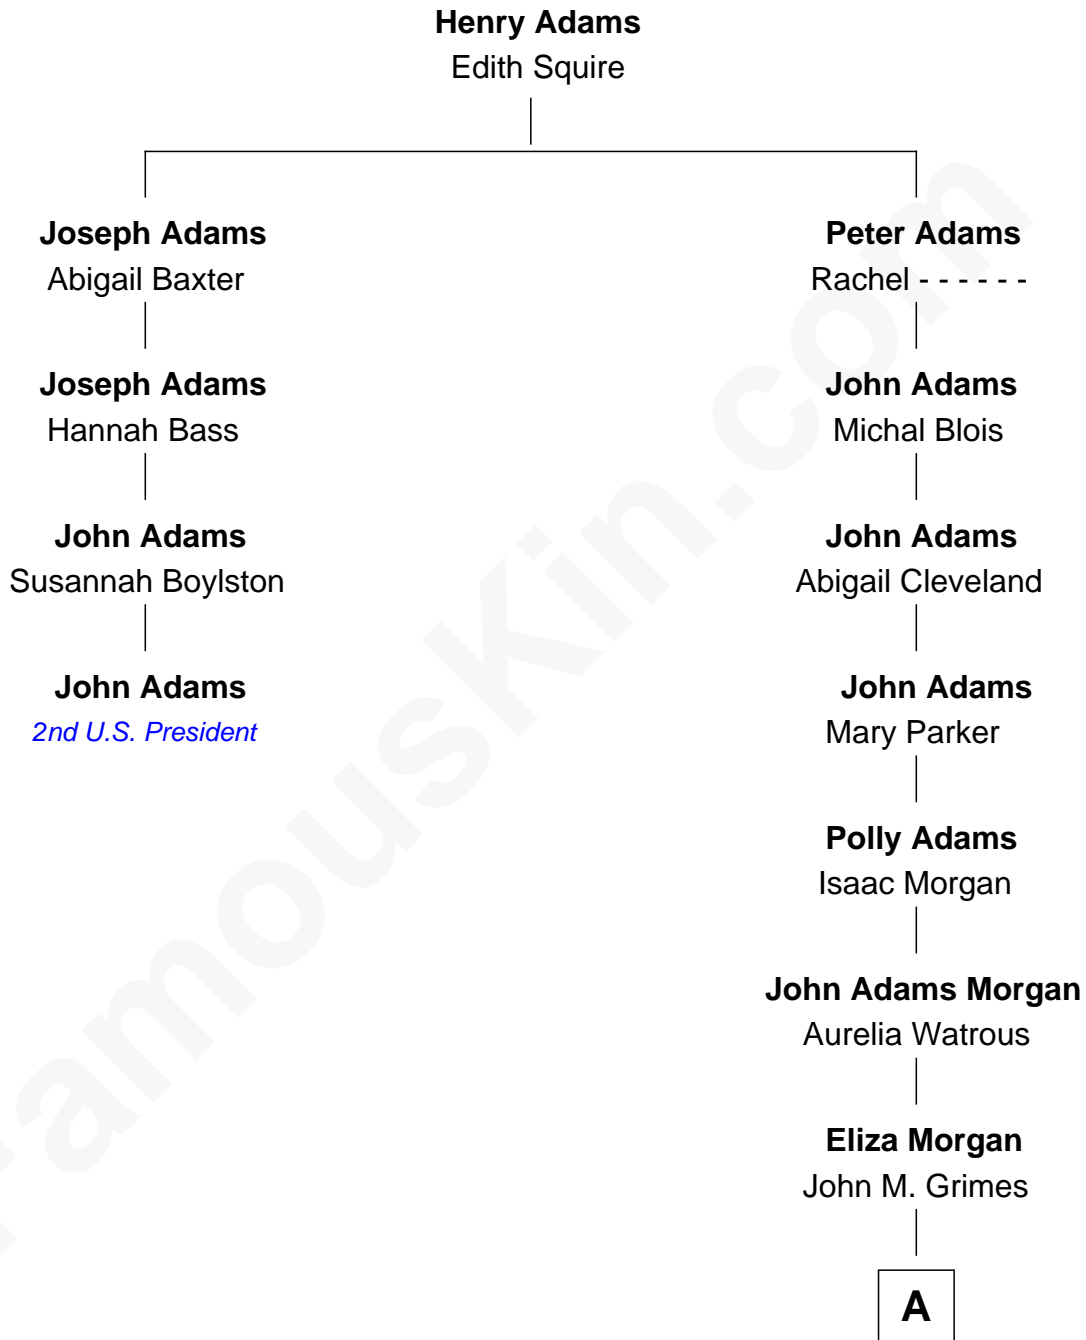 Henry Adams
Edith Squire
Joseph Adams
Abigail Baxter
Joseph Adams
Hannah Bass
John Adams
Susannah Boylston
John Adams
2nd U.S. President
Peter Adams
Rachel - - - - - -
John Adams
Michal Blois
John Adams
Abigail Cleveland
John Adams
Mary Parker
Polly Adams
Isaac Morgan
John Adams Morgan
Aurelia Watrous
Eliza Morgan
John M. Grimes
A
FamousKin.com